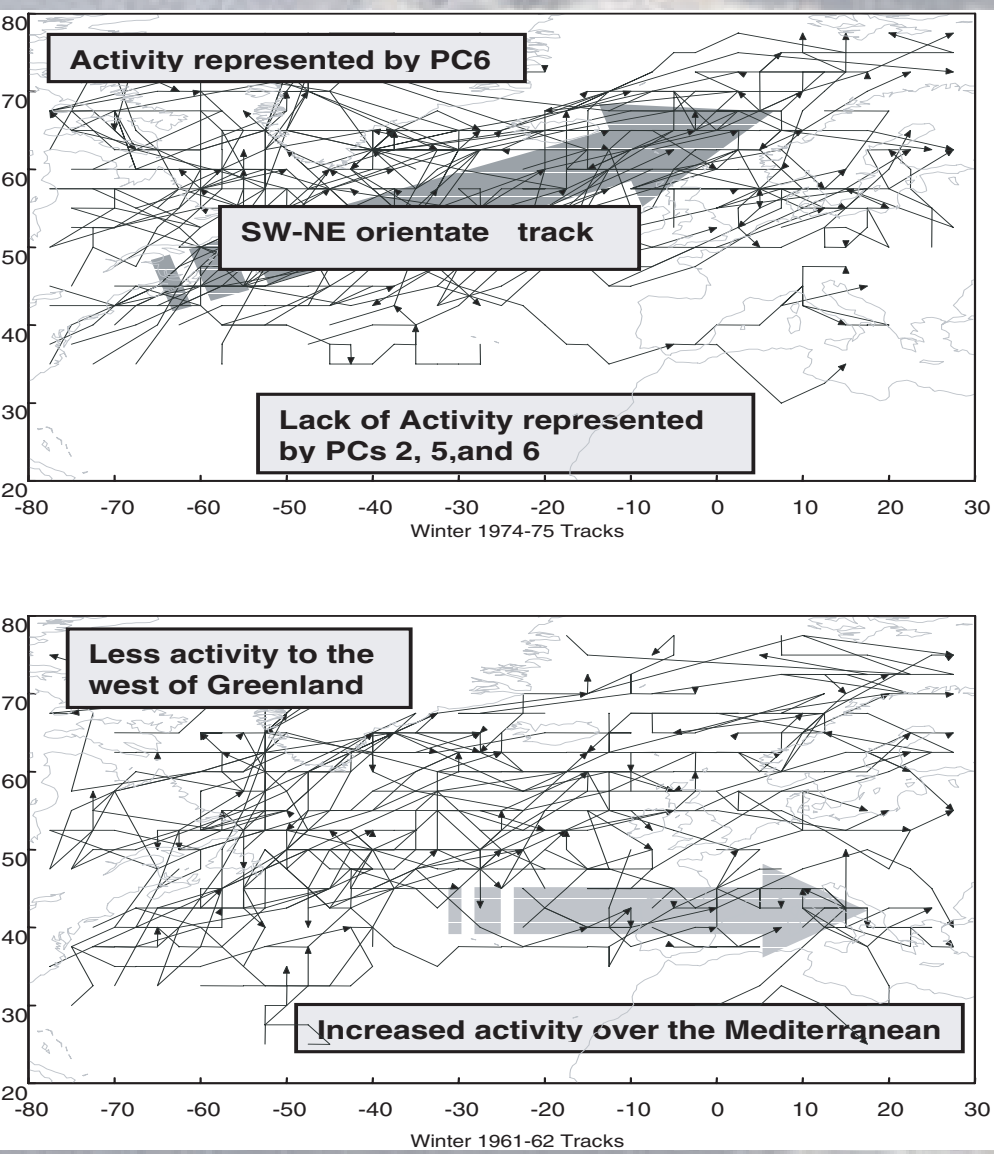 80
Activity represented by PC6
70
60
SW-NE orientate track
50
40
Lack of Activity represented
by PCs 2, 5,and 6
30
20
-80 -70 -60 -50 -40 -30 -20 -10 0 10 20 30
Winter 1974-75 Tracks
80
Less activity to the
west of Greenland
70
60
50
40
30
Increased activity over the Mediterranean
20
-80 -70 -60 -50 -40 -30 -20 -10 0 10 20 30
Winter 1961-62 Tracks